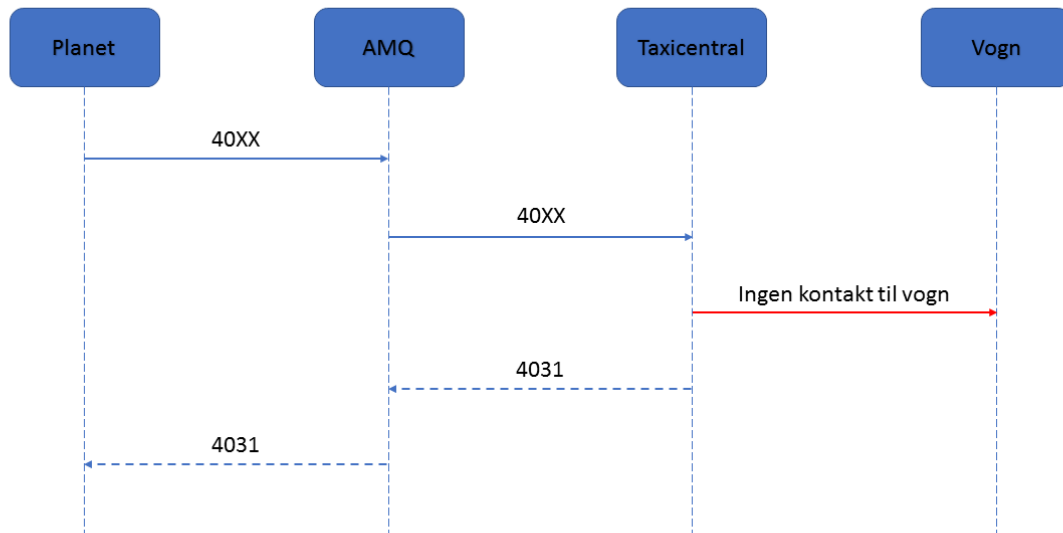 Planet
AMQ
Taxicentral
Vogn
40XX
40XX
Ingen kontakt til vogn
4031
4031